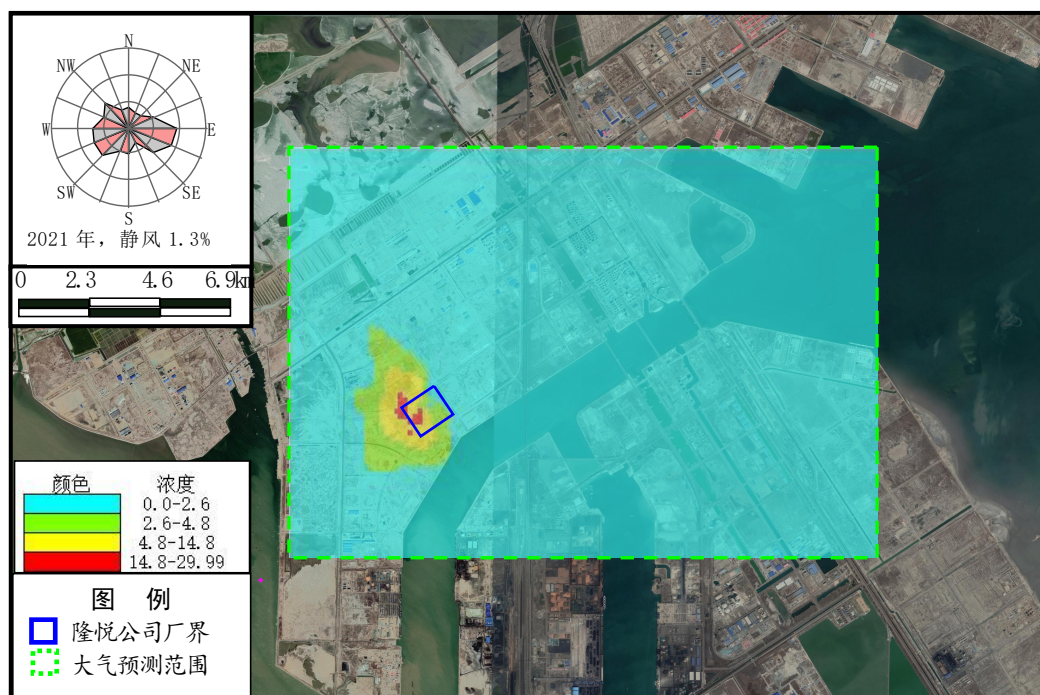 N
NW
NE
W
E
SW
SE
S
2021 年，静风 1.3%
0 2.3 4.6 6.9km
颜色 浓度
0.0-2.6
2.6-4.8
4.8-14.8
14.8-29.99
图 例
隆悦公司厂界
大气预测范围